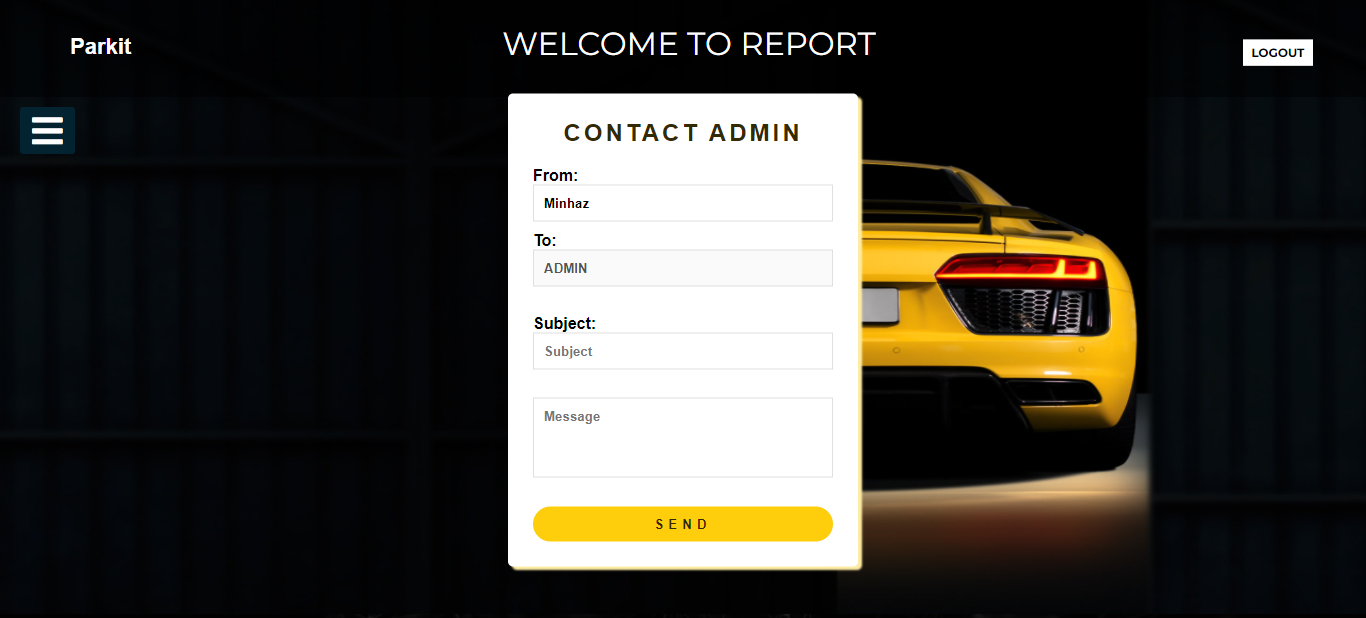 Parkit
WELCOME TO REPORT
LOGOUT
CONTACT ADMIN
From:
Minhaz
To:
ADMIN
Subject:
Subject
Message
SEND